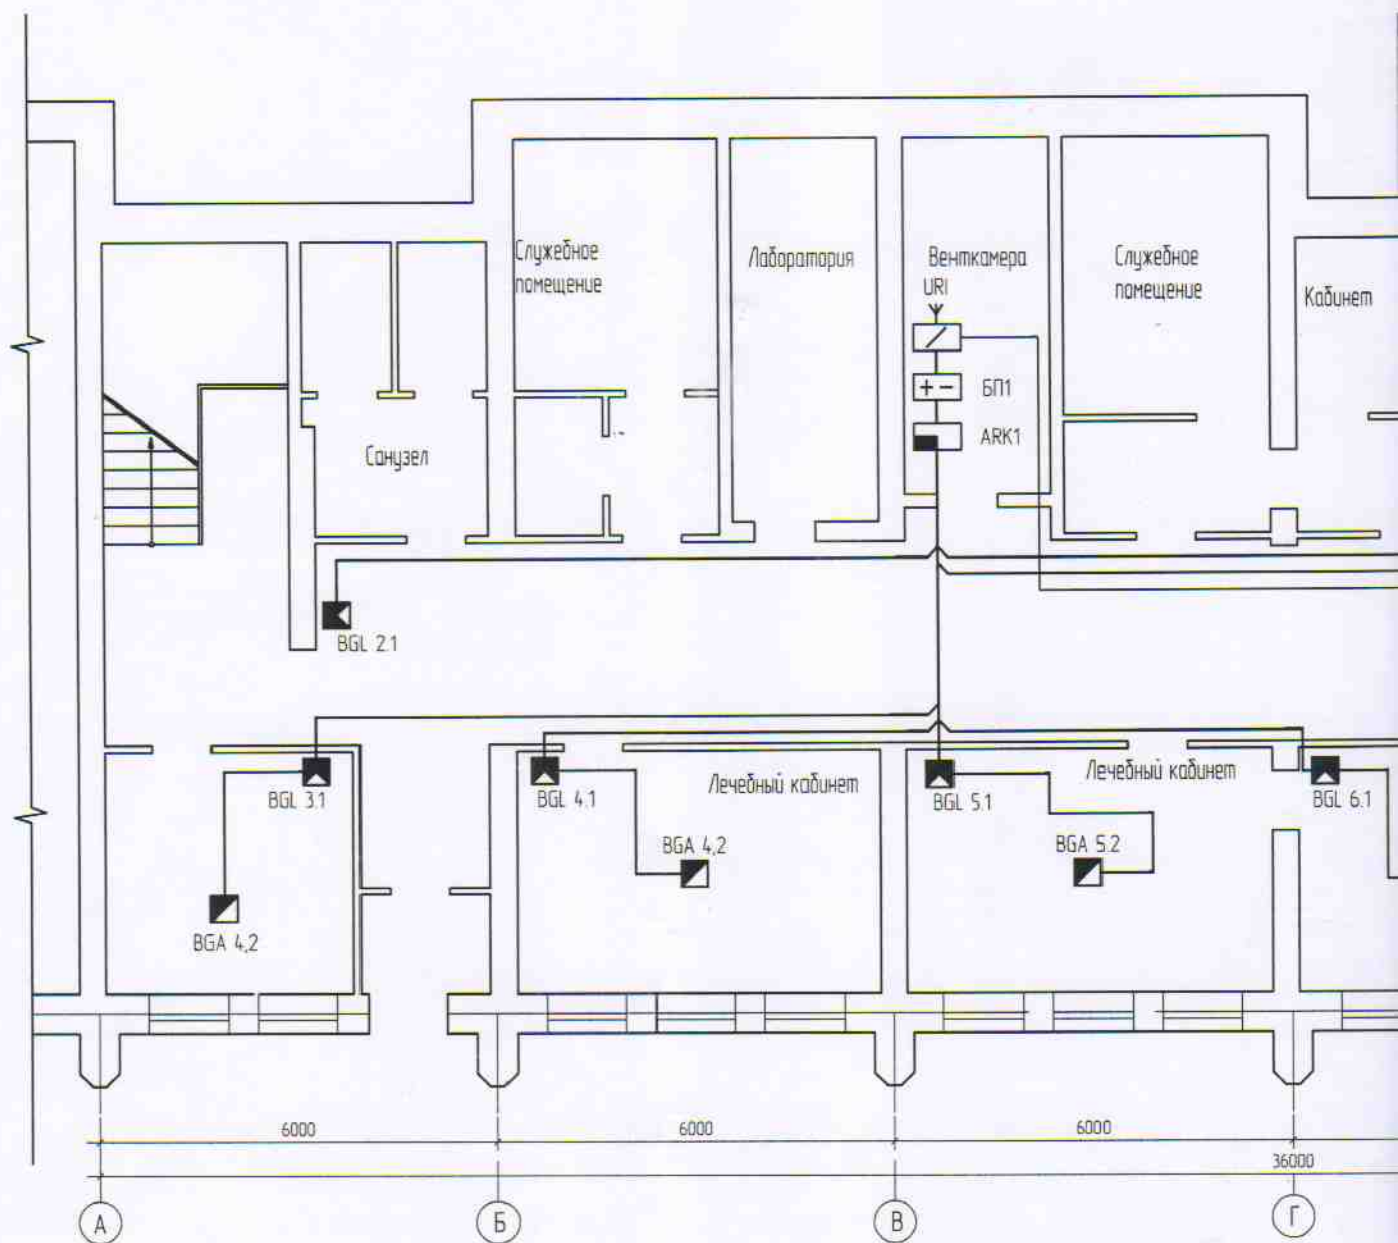 Служебное
помещение
Лаборатория
Венткамера
URI
Служебное
помещение
Кабинет
+ -
БП1
ARK1
Санузел
BGL 2.1
BGL 3.1
BGL 4.1
Лечебный кабинет
BGL 5.1
Лечебный кабинет
BGL 6.1
BGA 4,2
BGA 5.2
BGA 4,2
6000
6000
6000
36000
А
Б
В
Г